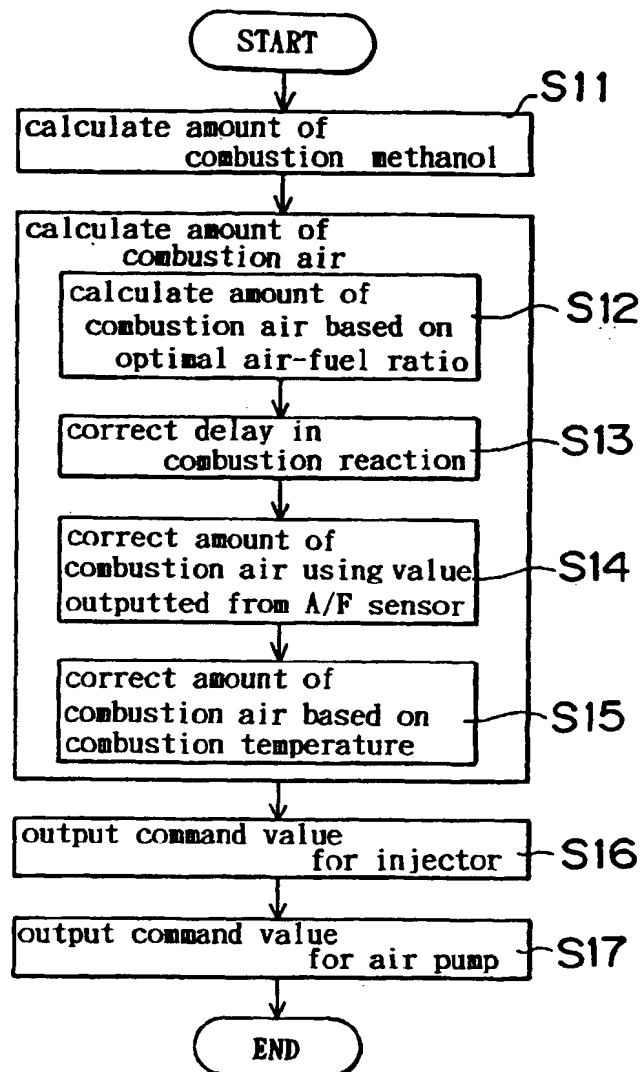 START
S11
calculate amount of
combustion methanol
calculate amount of
combustion air
calculate amount of
combustion air based on
optimal air-fuel ratio
S12
correct delay in
combustion reaction
S13
correct amount of
combustion air using value
outputted from A/F sensor
S14
correct amount of
combustion air based on
combustion temperature
S15
output command value
for injector
S16
output command value
for air pump
S17
END